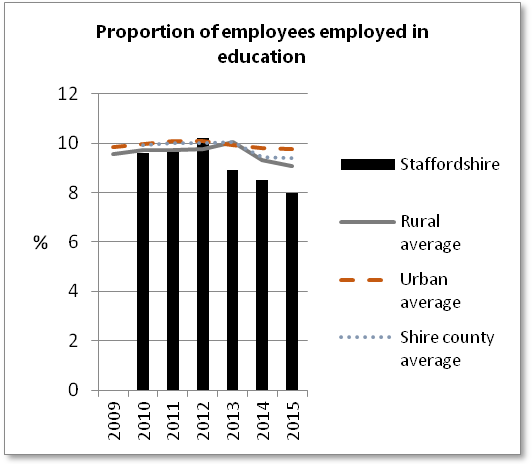 Proportion of employees employed in
education
12
10
8
6
4
2
0
%
2009
2010
2011
2012
2013
2014
2015
Staffordshire
Rural
average
Urban
average
Shire county
average